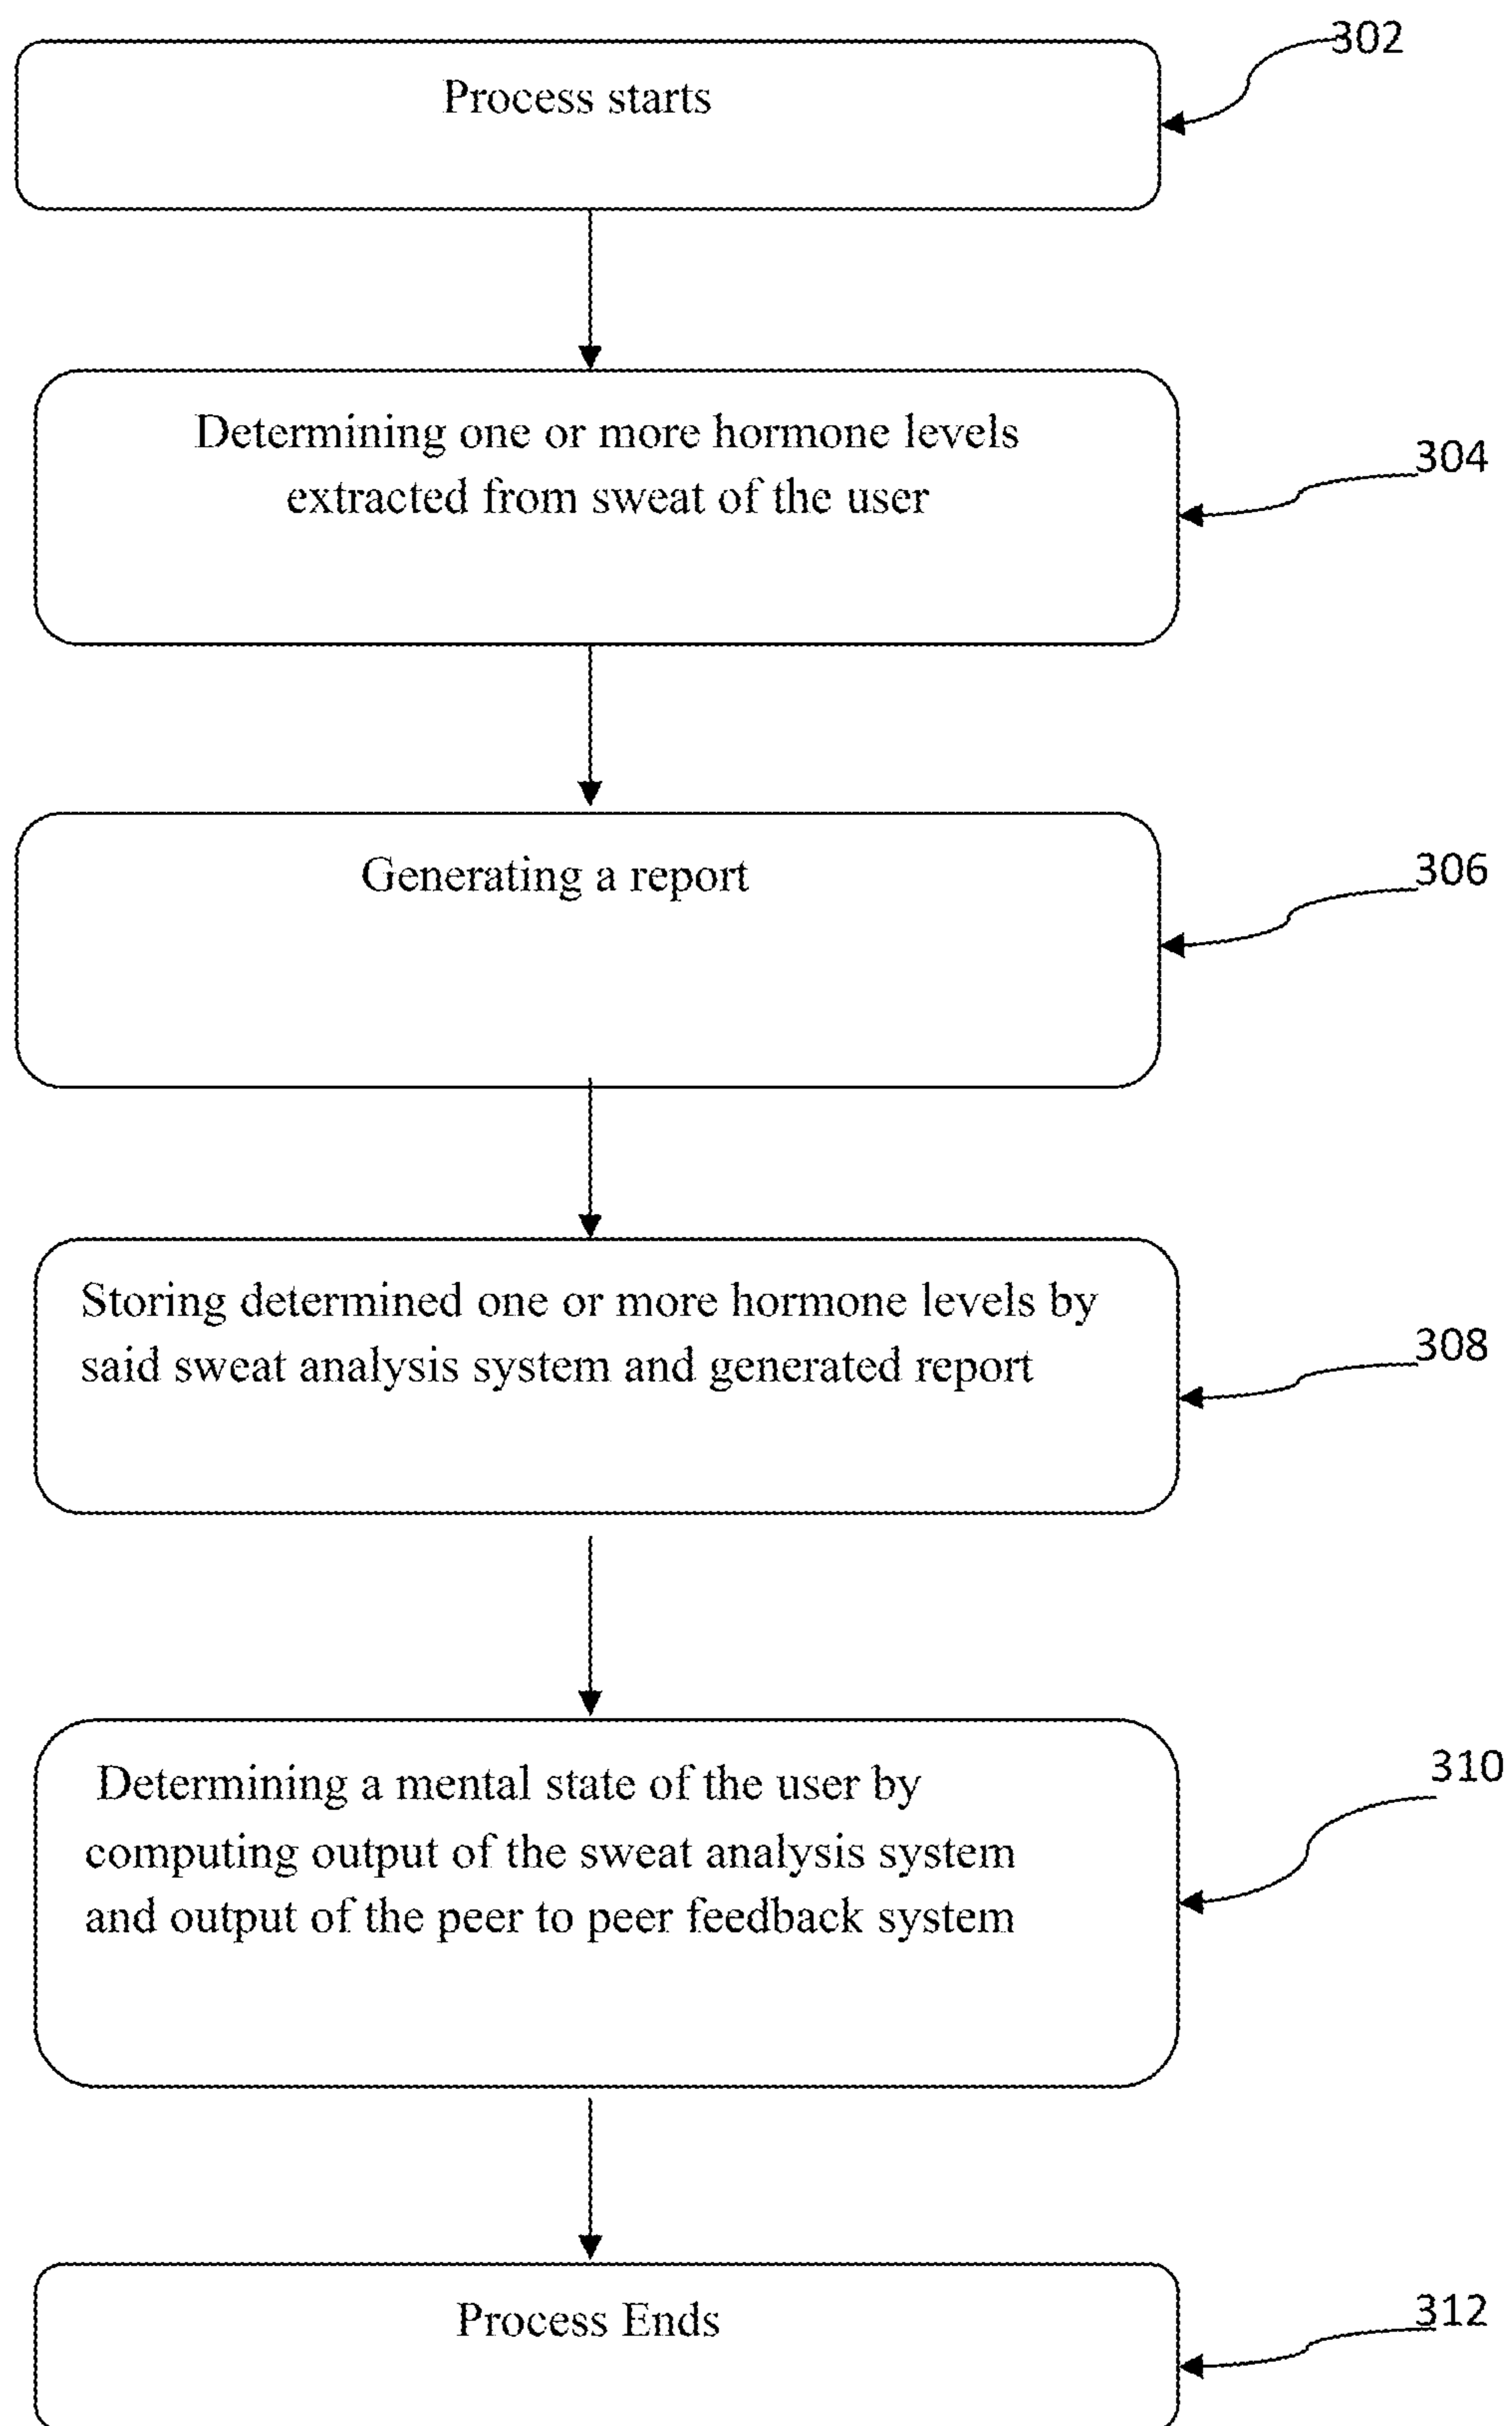 302
Process starts
Determining one or more hormone levels
304
extracted from sweat of the user
306
Generating a report
Storing determined one or more hormone levels by
308
said sweat analysis system and generated report
310
Determining a mental state of the user by
computing output of the sweat analysis system
and output of the peer to peer feedback system
312
Process Ends